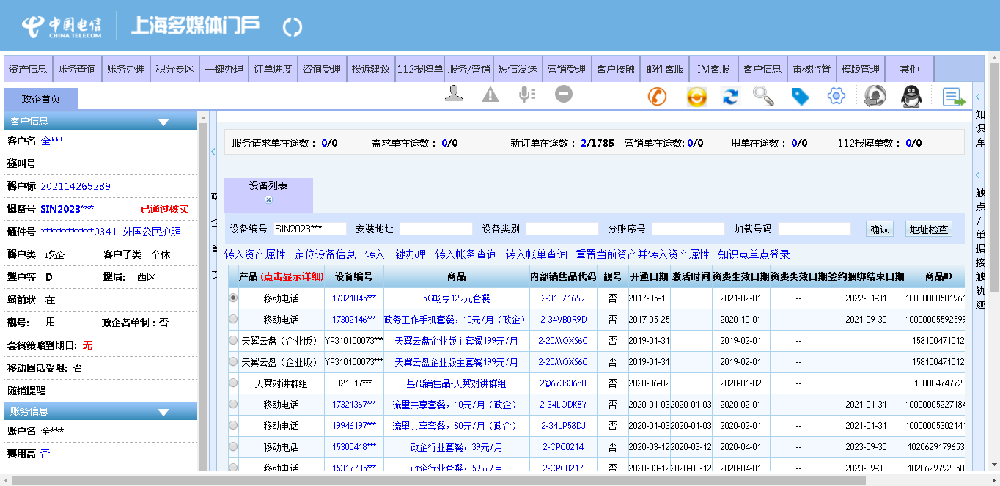 中国电信 CHINA TELECOM 上海多媒体门戶
资产信息 账务查询 账务办理 积分专区 一键办理 订单进度 咨询受理 投诉建议 112报障单 服务/营销 短信发送 营销受理 客户接触 邮件客服 IM客服 客户信息 审核监督 模版管理 其他
政企首页
知识库
触点/单据接触轨迹
政企首页
客户信息
客户名 全***
客户标 202114265289
设备号 SIN2023*** 已通过核实
证件号 ************0341 外国公民护照
客户类 政企 客户子类 个体
客户等 D 局: 西区
当前状 在
用 政企名单制: 否
套餐策略到期日: 无
移动固话受限: 否
随销提醒
账务信息
账户名 全***
费用高 否
服务请求单在途数: 0/0 需求单在途数: 0/0 新订单在途数: 2/1785 营销单在途数: 0/0 甩单在途数: 0/0 112报障单数: 0/0
设备列表
设备编号 SIN2023*** 安装地址 设备类别 分账序号 加载号码 确认 地址检查
转入资产属性 定位设备信息 转入一键办理 转入帐务查询 转入帐单查询 重置当前资产并转入资产属性 知识点单点登录
产品 (点击显示详细) 设备编号 商品 内部销售品代码 靓号 开通日期 激活时间 资费生效日期 资费失效日期 签约捆绑结束日期 商品ID
移动电话 17321045*** 5G畅享129元套餐 2-31FZ16S9 否 2017-05-10 2021-02-01 -- 2022-01-31 10000000501966
移动电话 17302146*** 政务工作手机套餐，10元/月（政企） 2-34VB0R9D 否 2017-05-25 2020-10-01 -- 2021-09-30 10000005592599
天翼云盘（企业版） YP310100073*** 天翼云盘企业版主套餐199元/月 2-20MOXS6C 否 2019-01-31 2019-02-01 -- 158100471012
天翼云盘（企业版） YP310100073*** 天翼云盘企业版主套餐199元/月 2-20MOXS6C 否 2019-01-31 2019-02-01 -- 158100471012
天翼对讲群组 021017*** 基础销售品-天翼对讲群组 2@67383680 否 2020-06-02 2020-06-02 -- 10000474772
移动电话 17321367*** 流量共享套餐，10元/月（政企） 2-34LODK8Y 否 2020-01-03 2020-01-03 2020-02-01 -- 2021-01-31 10000005227184
移动电话 19946197*** 流量共享套餐，80元/月（政企） 2-34LP58DJ 否 2020-01-03 2020-01-03 2020-02-01 -- 2021-01-31 10000005302141
移动电话 15300418*** 政企行业套餐，39元/月 2-CPC0214 否 2020-03-12 2020-03-12 2020-04-01 -- 2023-09-30 1020629179653
移动电话 15317735*** 政企行业套餐，59元/月 2-CPC0217 否 2020-03-12 2020-03-12 2020-04-01 -- 2023-09-30 1020629792350